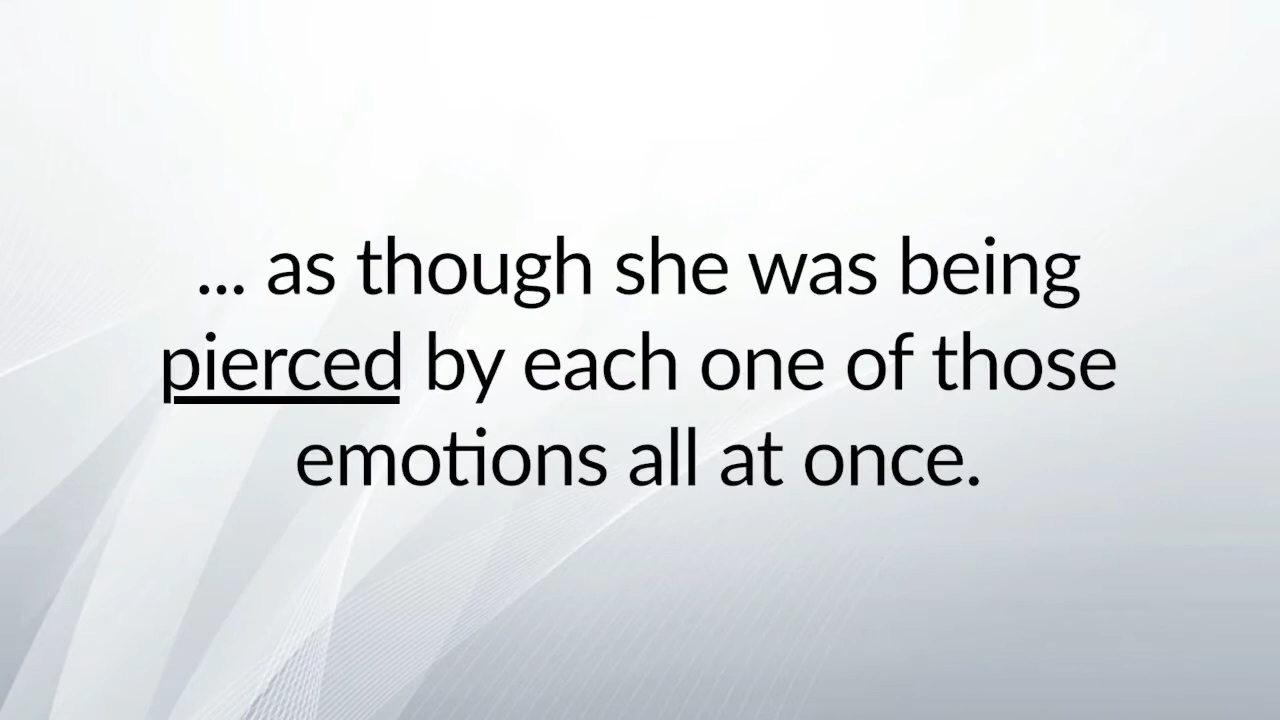 ... as though she was being
pierced by each one of those
emotions all at once.